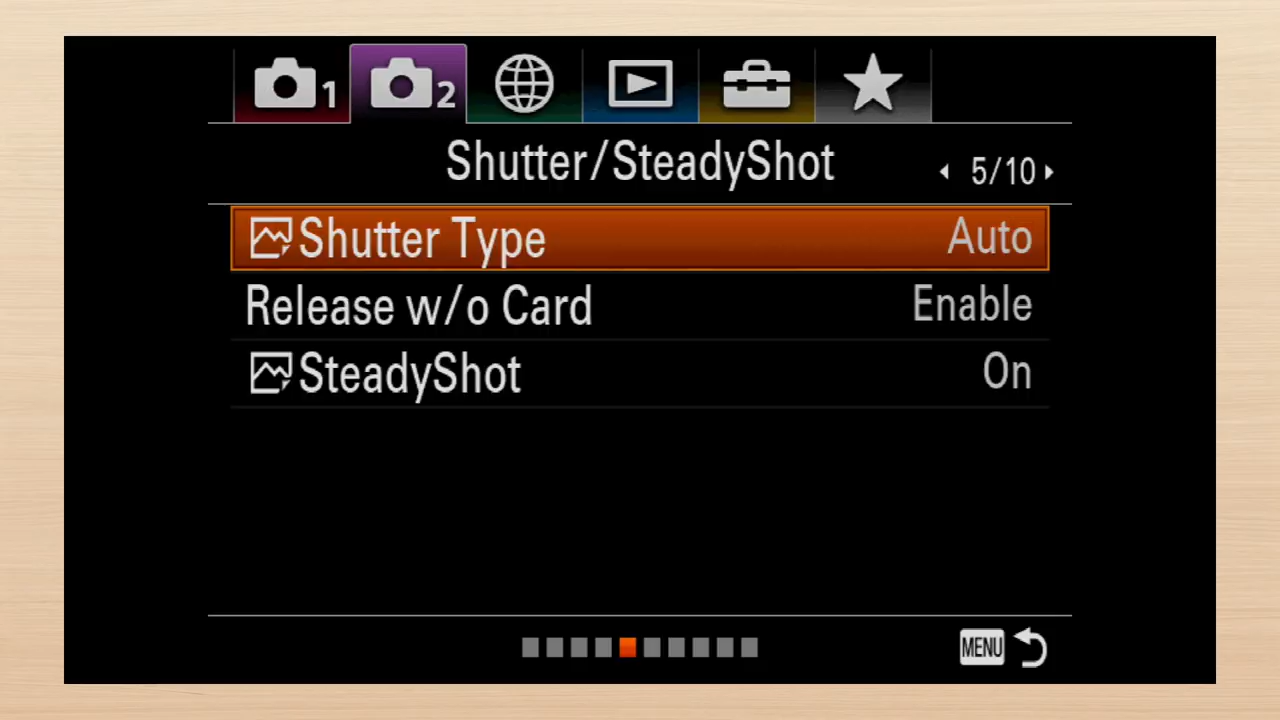 1 2
Shutter/SteadyShot 5/10
Shutter Type Auto
Release w/o Card Enable
SteadyShot On
MENU